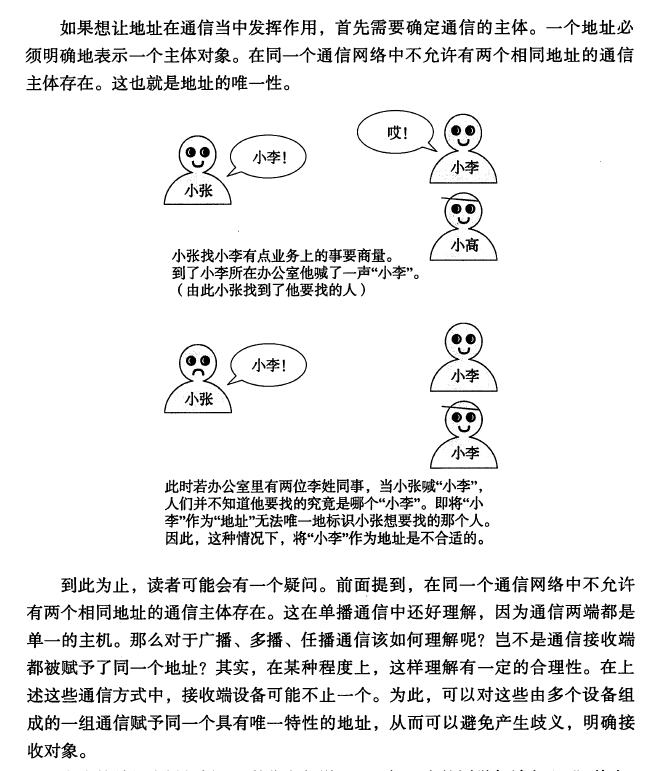 如果想让地址在通信当中发挥作用，首先需要确定通信的主体。一个地址必
须明确地表示一个主体对象。在同一个通信网络中不允许有两个相同地址的通信
主体存在。这也就是地址的唯一性。
小李！
小张
哎！
小李
小高
小张找小李有点业务上的事要商量。
到了小李所在办公室他喊了一声“小李”。
（由此小张找到了他要找的人）
小李！
小张
小李
小李
此时若办公室里有两位李姓同事，当小张喊“小李”，
人们并不知道他要找的究竟是哪个“小李”。即将“小
李”作为“地址”无法唯一地标识小张想要找的那个人。
因此，这种情况下，将“小李”作为地址是不合适的。
到此为止，读者可能会有一个疑问。前面提到，在同一个通信网络中不允许
有两个相同地址的通信主体存在。这在单播通信中还好理解，因为通信两端都是
单一的主机。那么对于广播、多播、任播通信该如何理解呢？岂不是通信接收端
都被赋予了同一个地址？其实，在某种程度上，这样理解有一定的合理性。在上
述这些通信方式中，接收端设备可能不止一个。为此，可以对这些由多个设备组
成的一组通信赋予同一个具有唯一特性的地址，从而可以避免产生歧义，明确接
收对象。